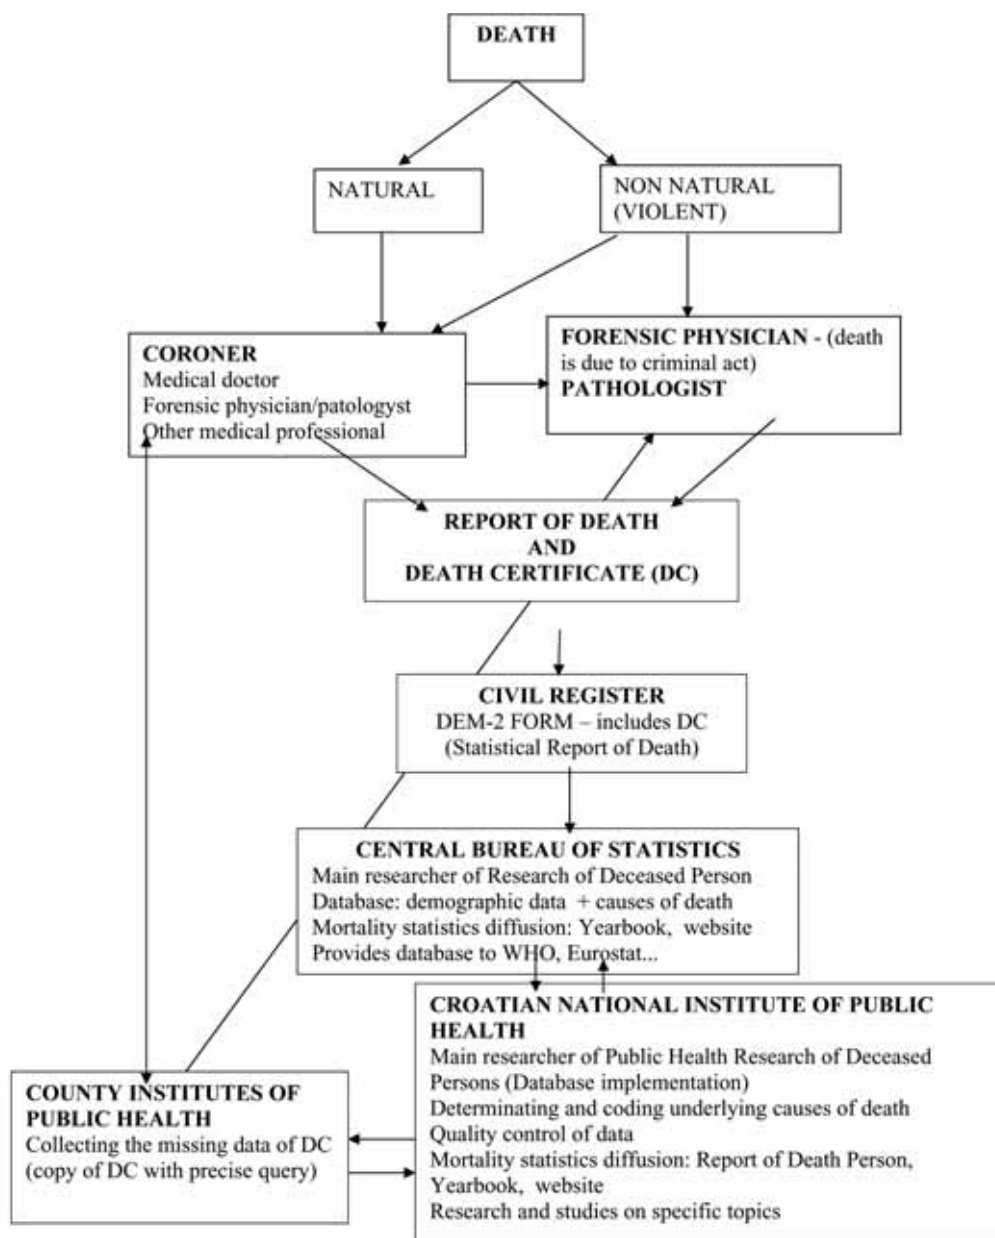 DEATH
NATURAL
NON NATURAL
(VIOLENT)
CORONER
Medical doctor
Forensic physician/patologyst
Other medical professional
FORENSIC PHYSICIAN - (death
is due to criminal act)
PATHOLOGIST
REPORT OF DEATH
AND
DEATH CERTIFICATE (DC)
CIVIL REGISTER
DEM-2 FORM – includes DC
(Statistical Report of Death)
CENTRAL BUREAU OF STATISTICS
Main researcher of Research of Deceased Person
Database: demographic data + causes of death
Mortality statistics diffusion: Yearbook, website
Provides database to WHO, Eurostat...
CROATIAN NATIONAL INSTITUTE OF PUBLIC
HEALTH
Main researcher of Public Health Research of Deceased
Persons (Database implementation)
Determinating and coding underlying causes of death
Quality control of data
Mortality statistics diffusion: Report of Death Person,
Yearbook, website
Research and studies on specific topics
COUNTY INSTITUTES OF
PUBLIC HEALTH
Collecting the missing data of DC
(copy of DC with precise query)